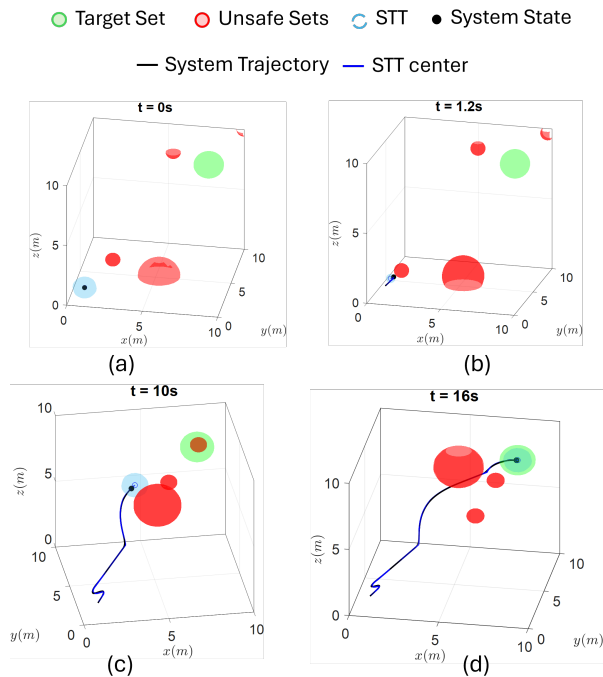 Target Set Unsafe Sets STT System State
System Trajectory STT center
t = 0s
10
5
0
z(m)
0
5
10
x(m)
0
5
10
y(m)
(a)
t = 1.2s
10
5
0
z(m)
0
5
10
x(m)
0
5
10
y(m)
(b)
t = 10s
10
5
0
z(m)
10
5
0
y(m)
0
5
10
x(m)
(c)
t = 16s
10
5
0
z(m)
0
5
10
x(m)
0
5
10
y(m)
(d)